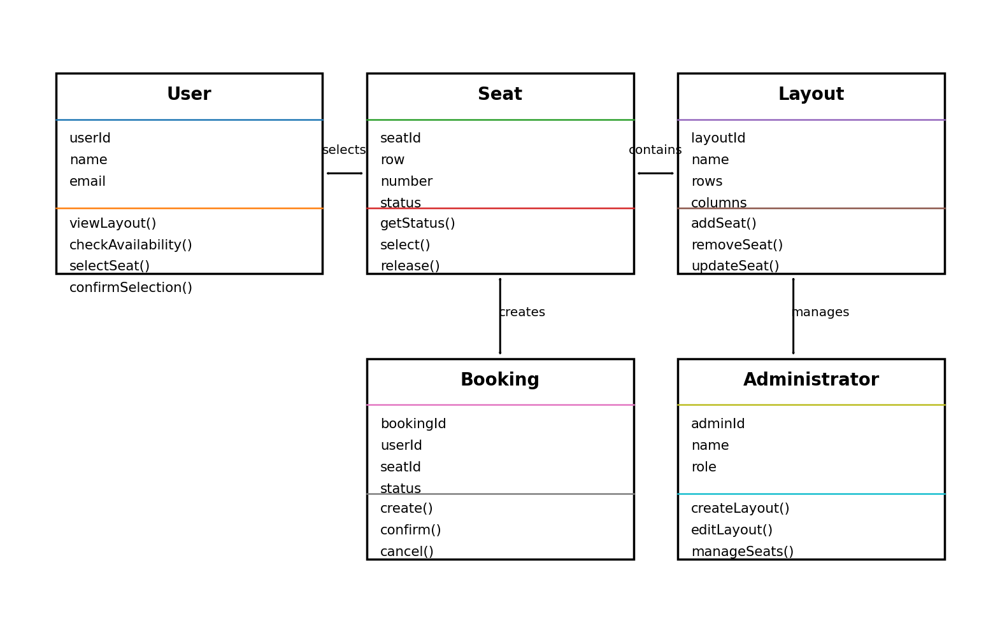 User
userId
name
email
viewLayout()
checkAvailability()
selectSeat()
confirmSelection()
selects
Seat
seatId
row
number
status
getStatus()
select()
release()
contains
Layout
layoutId
name
rows
columns
addSeat()
removeSeat()
updateSeat()
creates
manages
Booking
bookingId
userId
seatId
status
create()
confirm()
cancel()
Administrator
adminId
name
role
createLayout()
editLayout()
manageSeats()